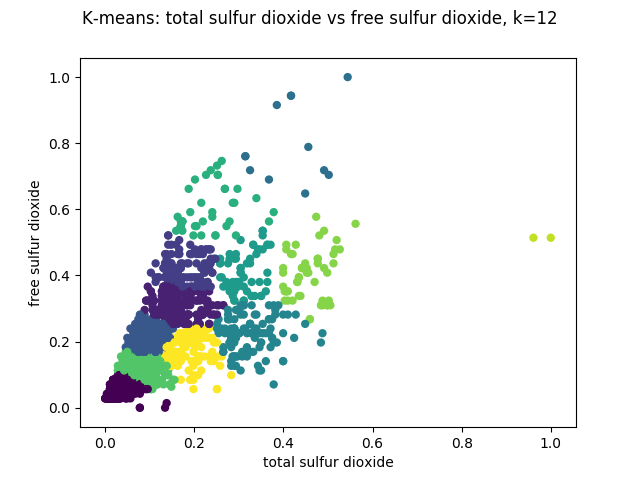 K-means: total sulfur dioxide vs free sulfur dioxide, k=12
1.0
0.8
0.6
0.4
0.2
0.0
free sulfur dioxide
0.0 0.2 0.4 0.6 0.8 1.0
total sulfur dioxide